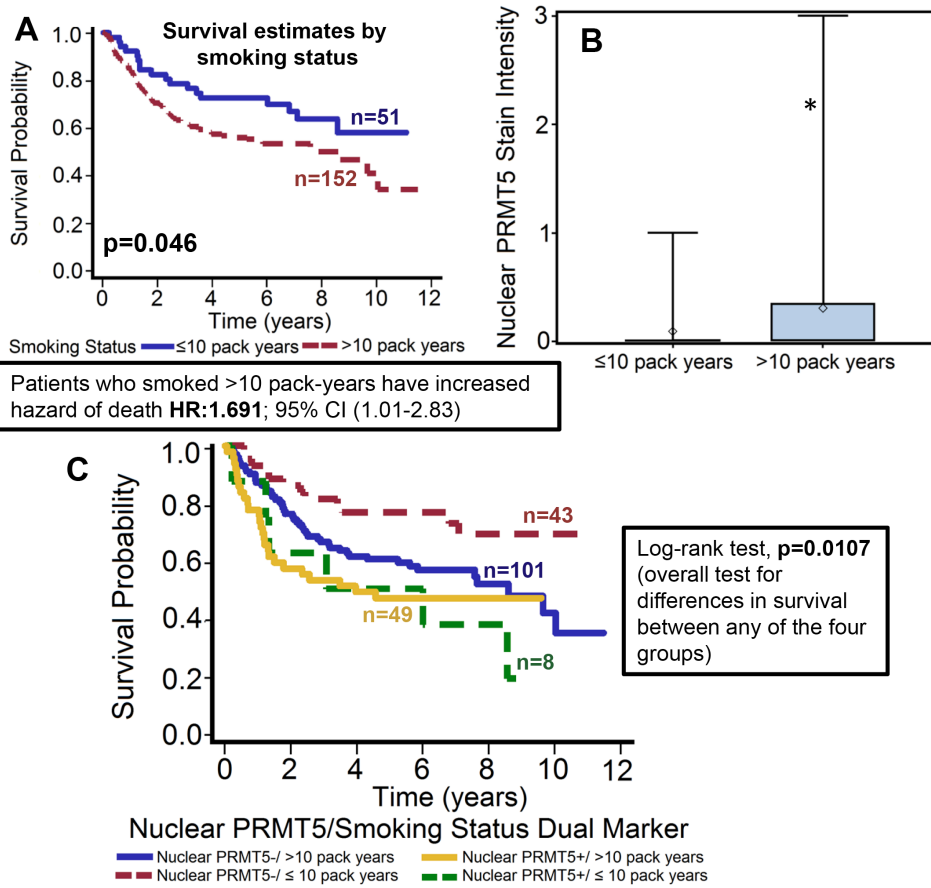 A
Survival estimates by
smoking status
Survival Probability
1.0
0.8
0.6
0.4
0.2
0.0
n=51
n=152
p=0.046
0 2 4 6 8 10 12
Time (years)
Smoking Status ≤10 pack years >10 pack years
Patients who smoked >10 pack-years have increased
hazard of death HR:1.691; 95% CI (1.01-2.83)
B
Nuclear PRMT5 Stain Intensity
3
2
1
0
*
≤10 pack years >10 pack years
C
Survival Probability
1.0
0.8
0.6
0.4
0.2
0.0
n=43
n=101
n=49
n=8
0 2 4 6 8 10 12
Time (years)
Log-rank test, p=0.0107
(overall test for
differences in survival
between any of the four
groups)
Nuclear PRMT5/Smoking Status Dual Marker
Nuclear PRMT5-/ >10 pack years Nuclear PRMT5+/ >10 pack years
Nuclear PRMT5-/ ≤ 10 pack years Nuclear PRMT5+/ ≤ 10 pack years